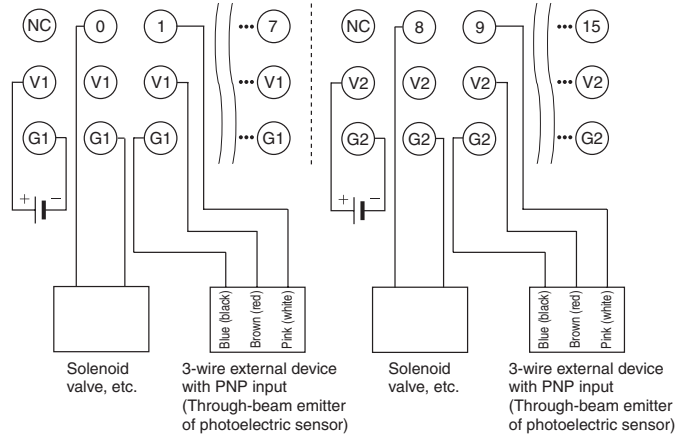 NC 0 1 ••• 7 NC 8 9 ••• 15
V1 V1 V1 ••• V1 V2 V2 V2 ••• V2
G1 G1 G1 ••• G1 G2 G2 G2 ••• G2
+ − + −
Blue (black) Brown (red) Pink (white) Blue (black) Brown (red) Pink (white)
Solenoid
valve, etc.
3-wire external device
with PNP input
(Through-beam emitter
of photoelectric sensor)
Solenoid
valve, etc.
3-wire external device
with PNP input
(Through-beam emitter
of photoelectric sensor)